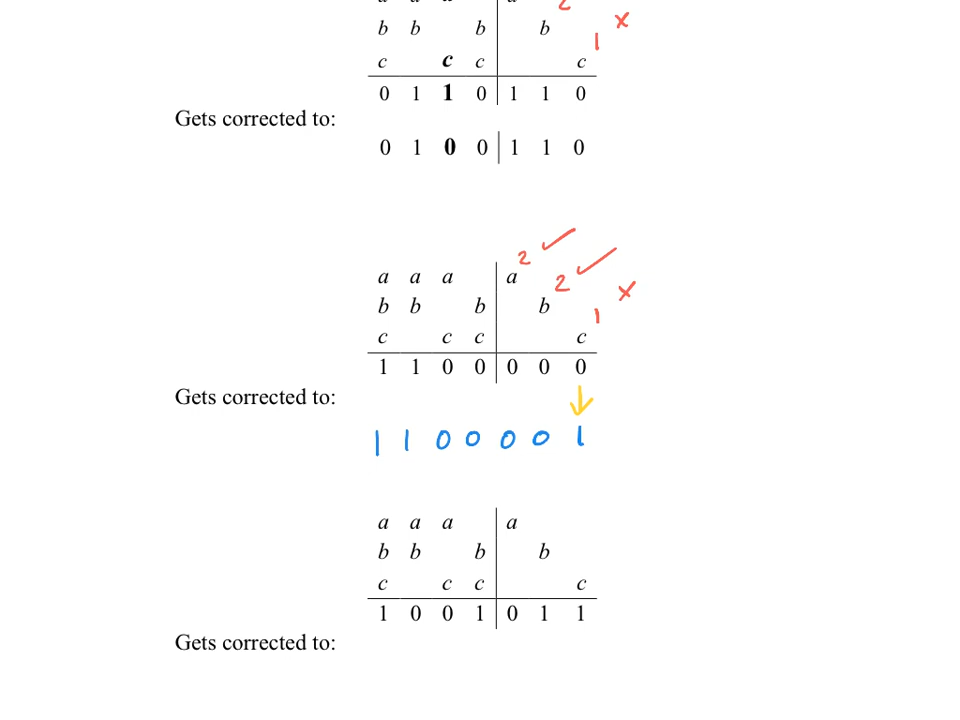 a 2
b b b b 1 x
c c c c
0 1 1 0 1 1 0
Gets corrected to:
0 1 0 0 1 1 0
a a a a 2 ✓
b b b b 2 ✓
c c c c 1 x
1 1 0 0 0 0 0
Gets corrected to:
1 1 0 0 0 0 1
a a a a
b b b b
c c c c
1 0 0 1 0 1 1
Gets corrected to: